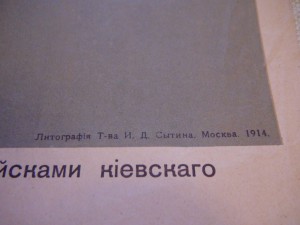 Литографія Т-ва И. Д. Сытина. Москва. 1914.
йсками кіевскаго